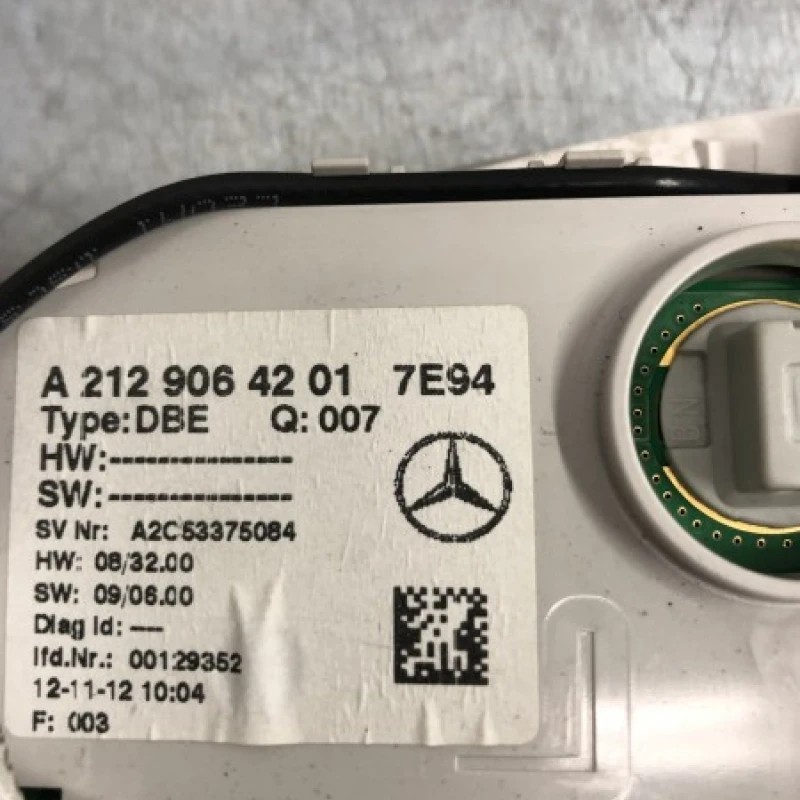 A 212 906 42 01 7E94
Type: DBE Q: 007
HW:---------------
SW:---------------
SV Nr: A2C53375084
HW: 08/32.00
SW: 09/06.00
Diag Id: ---
lfd.Nr.: 00129352
12-11-12 10:04
F: 003